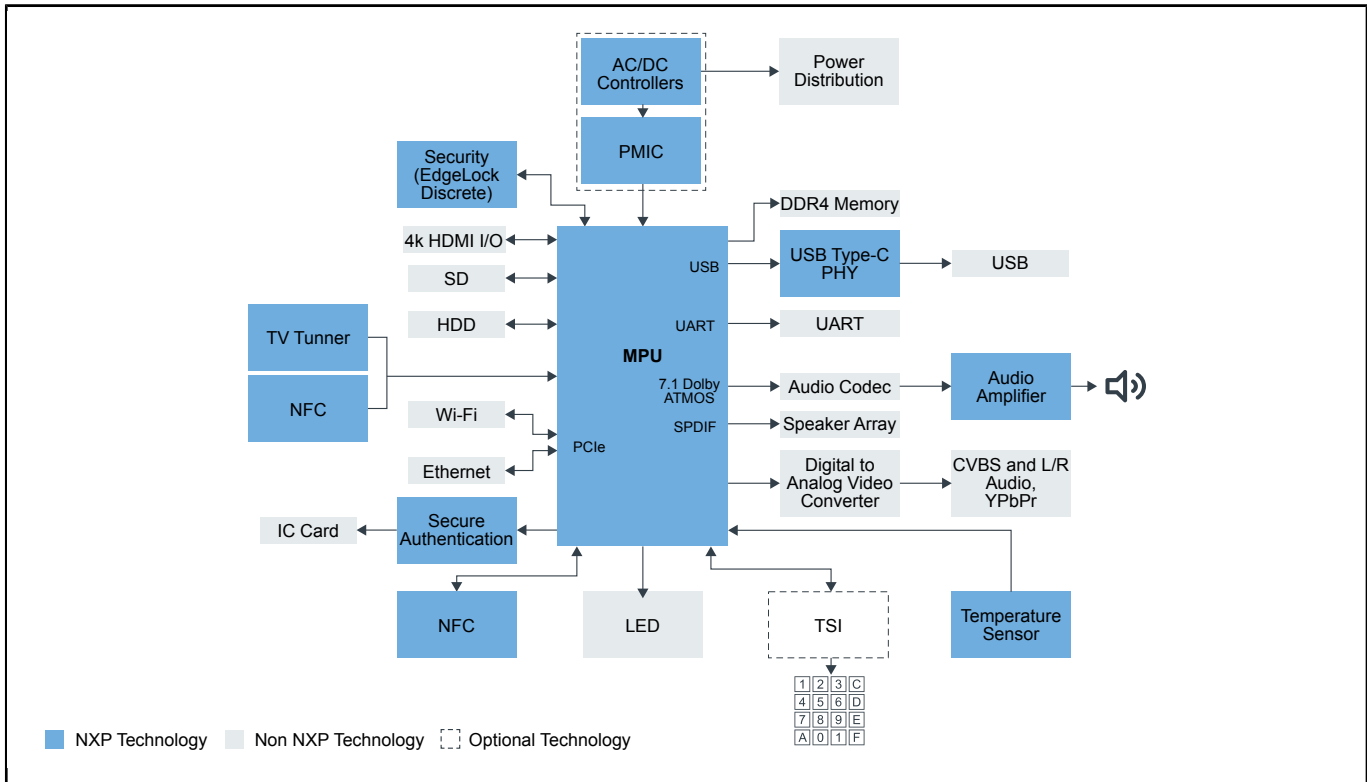 AC/DC
Controllers
Power
Distribution
PMIC
Security
(EdgeLock
Discrete)
DDR4 Memory
4k HDMI I/O
USB
USB Type-C
PHY
USB
SD
HDD
UART
UART
TV Tunner
MPU
NFC
7.1 Dolby
ATMOS
Audio Codec
Audio
Amplifier
Wi-Fi
SPDIF
Speaker Array
PCIe
Ethernet
Digital to
Analog Video
Converter
CVBS and L/R
Audio,
YPbPr
IC Card
Secure
Authentication
NFC
LED
TSI
Temperature
Sensor
1 2 3 C
4 5 6 D
7 8 9 E
A 0 1 F
NXP Technology
Non NXP Technology
Optional Technology